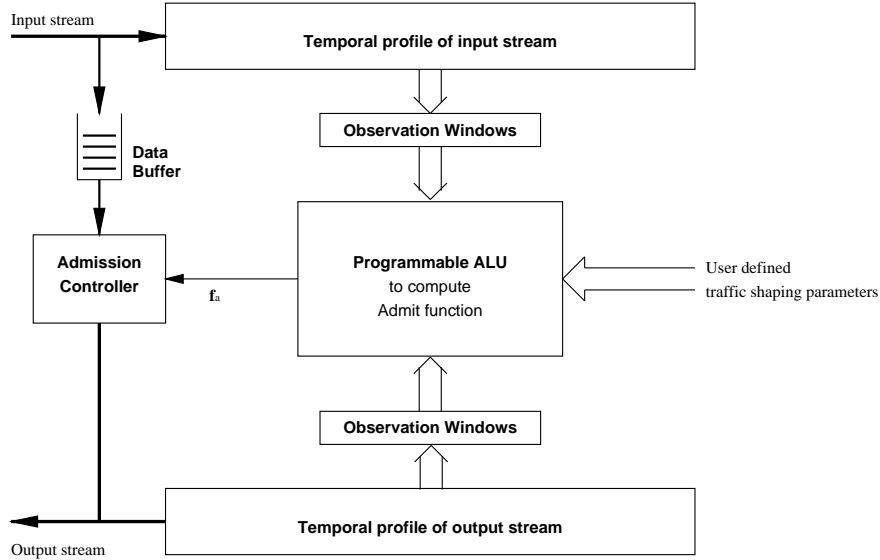 Input stream
Temporal profile of input stream
Observation Windows
Data
Buffer
Admission
Controller
f a
Programmable ALU
to compute
Admit function
User defined
traffic shaping parameters
Observation Windows
Temporal profile of output stream
Output stream